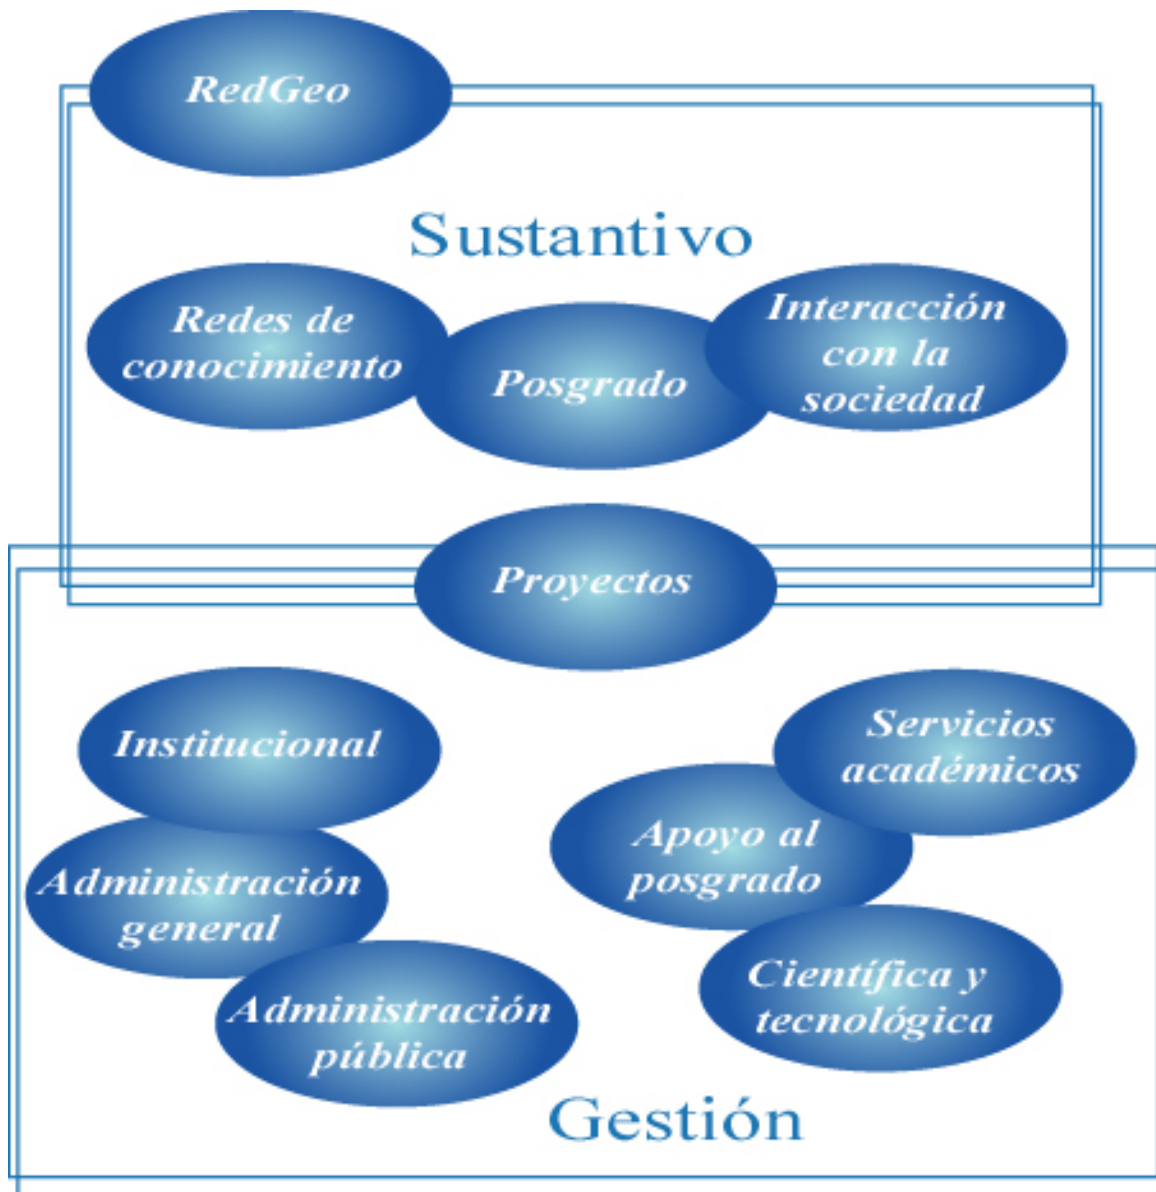 RedGeo
Sustantivo
Redes de
conocimiento
Posgrado
Interacción
con la
sociedad
Proyectos
Institucional
Administración
general
Administración
pública
Servicios
académicos
Apoyo al
posgrado
Científica y
tecnológica
Gestión